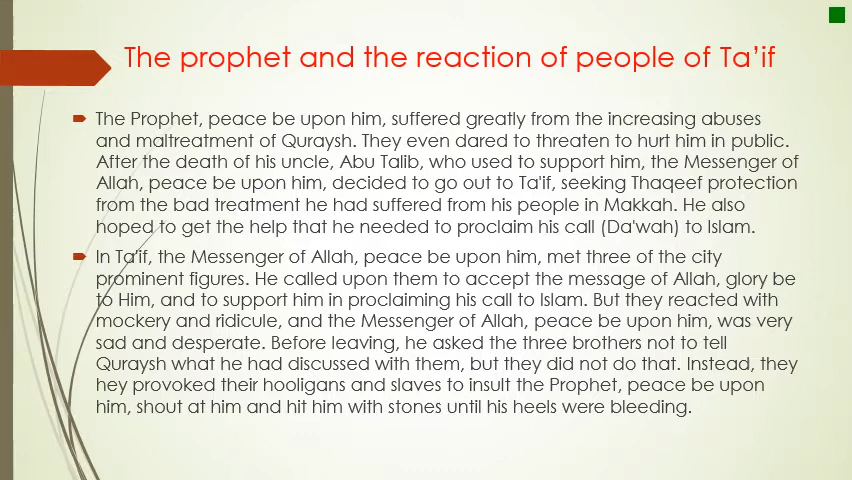 The prophet and the reaction of people of Ta’if
The Prophet, peace be upon him, suffered greatly from the increasing abuses
and maltreatment of Quraysh. They even dared to threaten to hurt him in public.
After the death of his uncle, Abu Talib, who used to support him, the Messenger of
Allah, peace be upon him, decided to go out to Ta'if, seeking Thaqeef protection
from the bad treatment he had suffered from his people in Makkah. He also
hoped to get the help that he needed to proclaim his call (Da'wah) to Islam.
In Ta'if, the Messenger of Allah, peace be upon him, met three of the city
prominent figures. He called upon them to accept the message of Allah, glory be
to Him, and to support him in proclaiming his call to Islam. But they reacted with
mockery and ridicule, and the Messenger of Allah, peace be upon him, was very
sad and desperate. Before leaving, he asked the three brothers not to tell
Quraysh what he had discussed with them, but they did not do that. Instead, they
hey provoked their hooligans and slaves to insult the Prophet, peace be upon
him, shout at him and hit him with stones until his heels were bleeding.